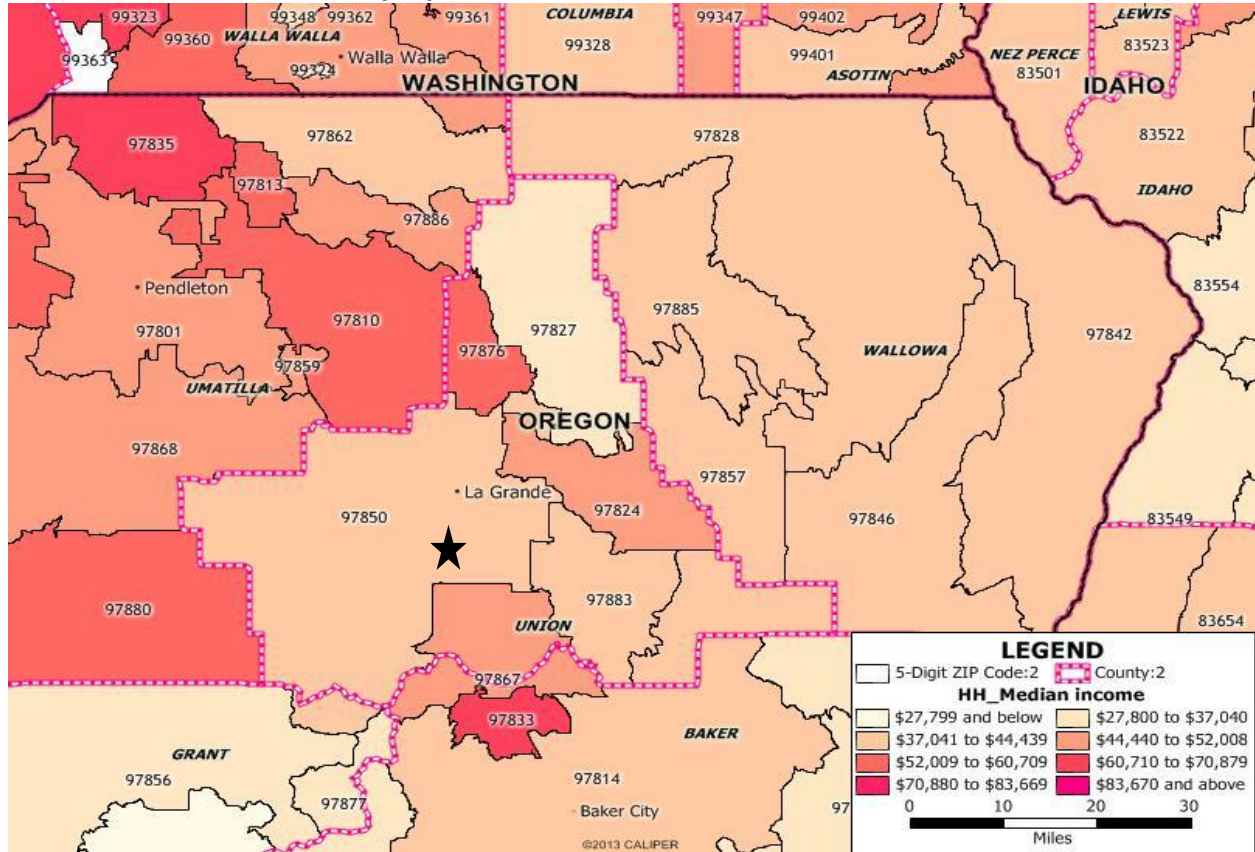 99323
99348 99362
99361
COLUMBIA
99347
99402
LEWIS
99360
WALLA WALLA
99328
NEZ PERCE
83523
99363
99324
Walla Walla
99401
ASOTIN
83501
WASHINGTON
IDAHO
97835
97862
97828
83522
97813
IDAHO
97886
Pendleton
83554
97801
97810
97827
97885
97842
97876
97859
WALLOWA
UMATILLA
OREGON
97868
97857
La Grande
97850
97824
97846
83549
97880
97883
83654
UNION
97867
97833
BAKER
GRANT
97856
97814
97877
Baker City
97
©2013 CALIPER
LEGEND
5-Digit ZIP Code:2 County:2
HH_Median income
$27,799 and below $27,800 to $37,040
$37,041 to $44,439 $44,440 to $52,008
$52,009 to $60,709 $60,710 to $70,879
$70,880 to $83,669 $83,670 and above
0 10 20 30
Miles